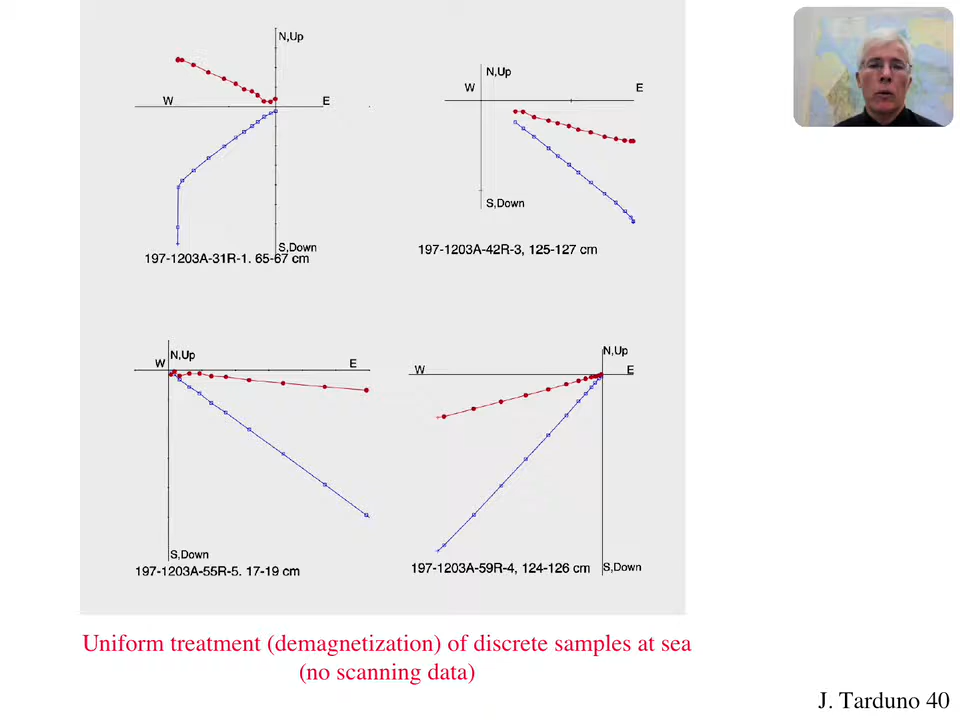 N,Up
W
E
S,Down
197-1203A-31R-1. 65-67 cm
N,Up
W
E
S,Down
197-1203A-42R-3, 125-127 cm
N,Up
W
E
S,Down
197-1203A-55R-5. 17-19 cm
N,Up
W
E
S,Down
197-1203A-59R-4, 124-126 cm
Uniform treatment (demagnetization) of discrete samples at sea
(no scanning data)
J. Tarduno 40